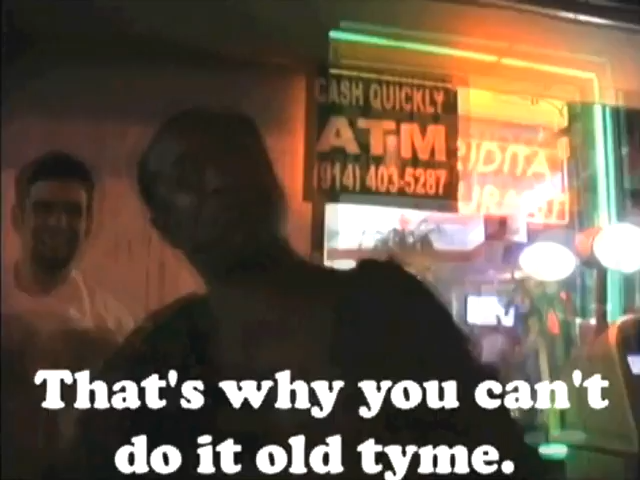 CASH QUICKLY
ATM
(914) 403-5287
That's why you can't
do it old tyme.